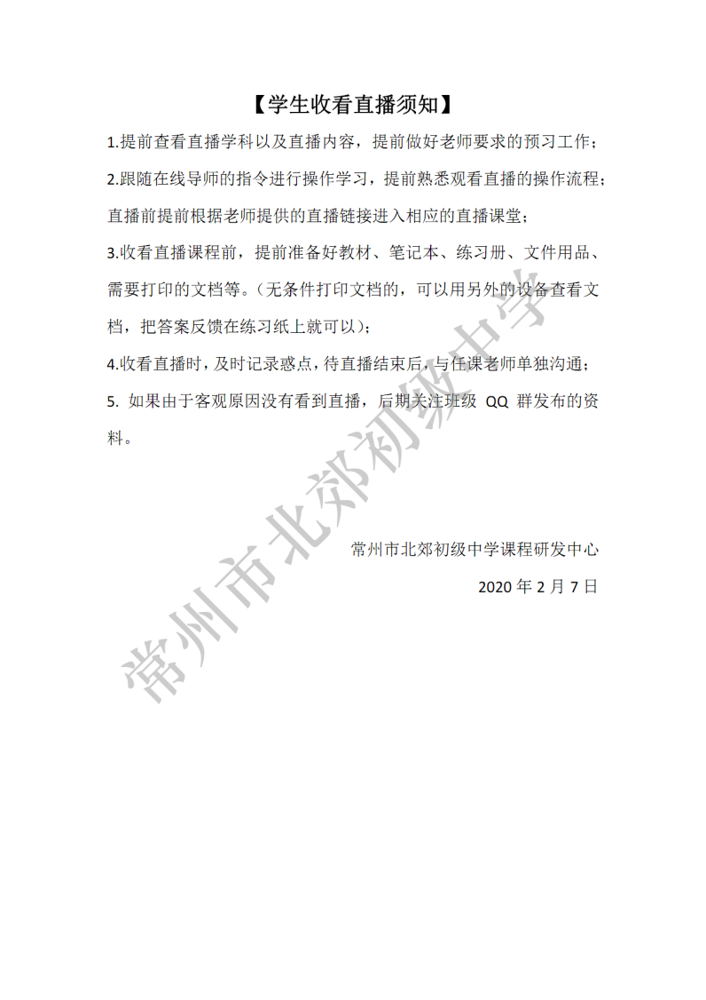 【学生收看直播须知】
1.提前查看直播学科以及直播内容，提前做好老师要求的预习工作；
2.跟随在线导师的指令进行操作学习，提前熟悉观看直播的操作流程；
直播前提前根据老师提供的直播链接进入相应的直播课堂；
3.收看直播课程前，提前准备好教材、笔记本、练习册、文件用品、
需要打印的文档等。（无条件打印文档的，可以用另外的设备查看文
档，把答案反馈在练习纸上就可以）；
4.收看直播时，及时记录惑点，待直播结束后，与任课老师单独沟通；
5. 如果由于客观原因没有看到直播，后期关注班级 QQ 群发布的资
料。
常州市北郊初级中学课程研发中心
2020 年 2 月 7 日
常州市北郊初级中学